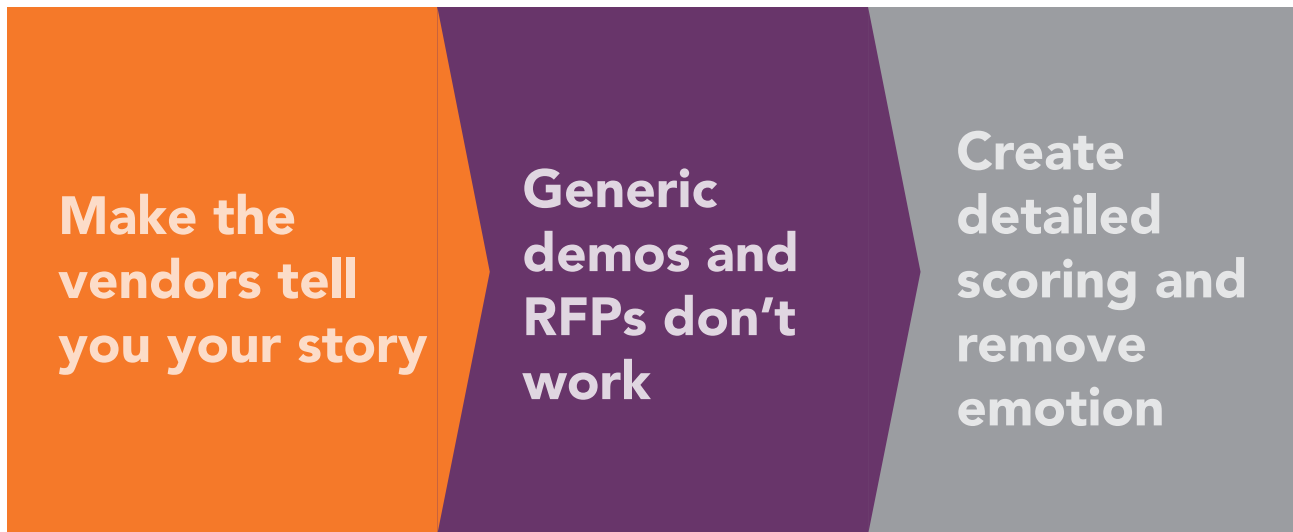 Make the
vendors tell
you your story
Generic
demos and
RFPs don’t
work
Create
detailed
scoring and
remove
emotion